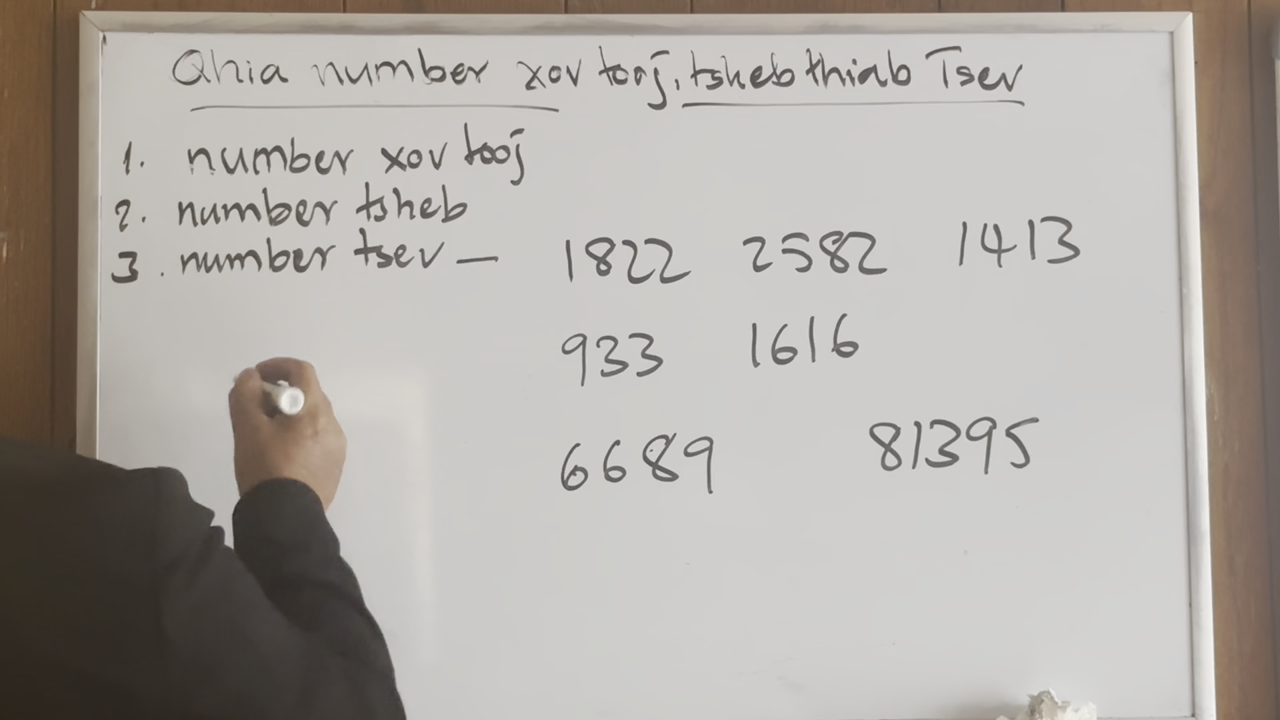 Qhia number xov tooj, tsheb thiab Tsev
1. number xov tooj
2. number tsheb
3. number tsev – 1822 2582 1413
933 1616
6689 81395